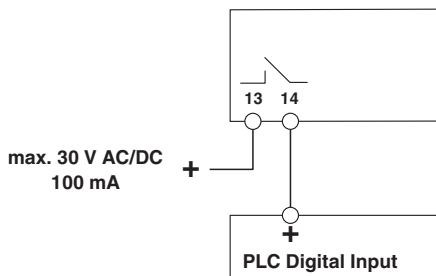 13 14
max. 30 V AC/DC
100 mA
+
+
PLC Digital Input